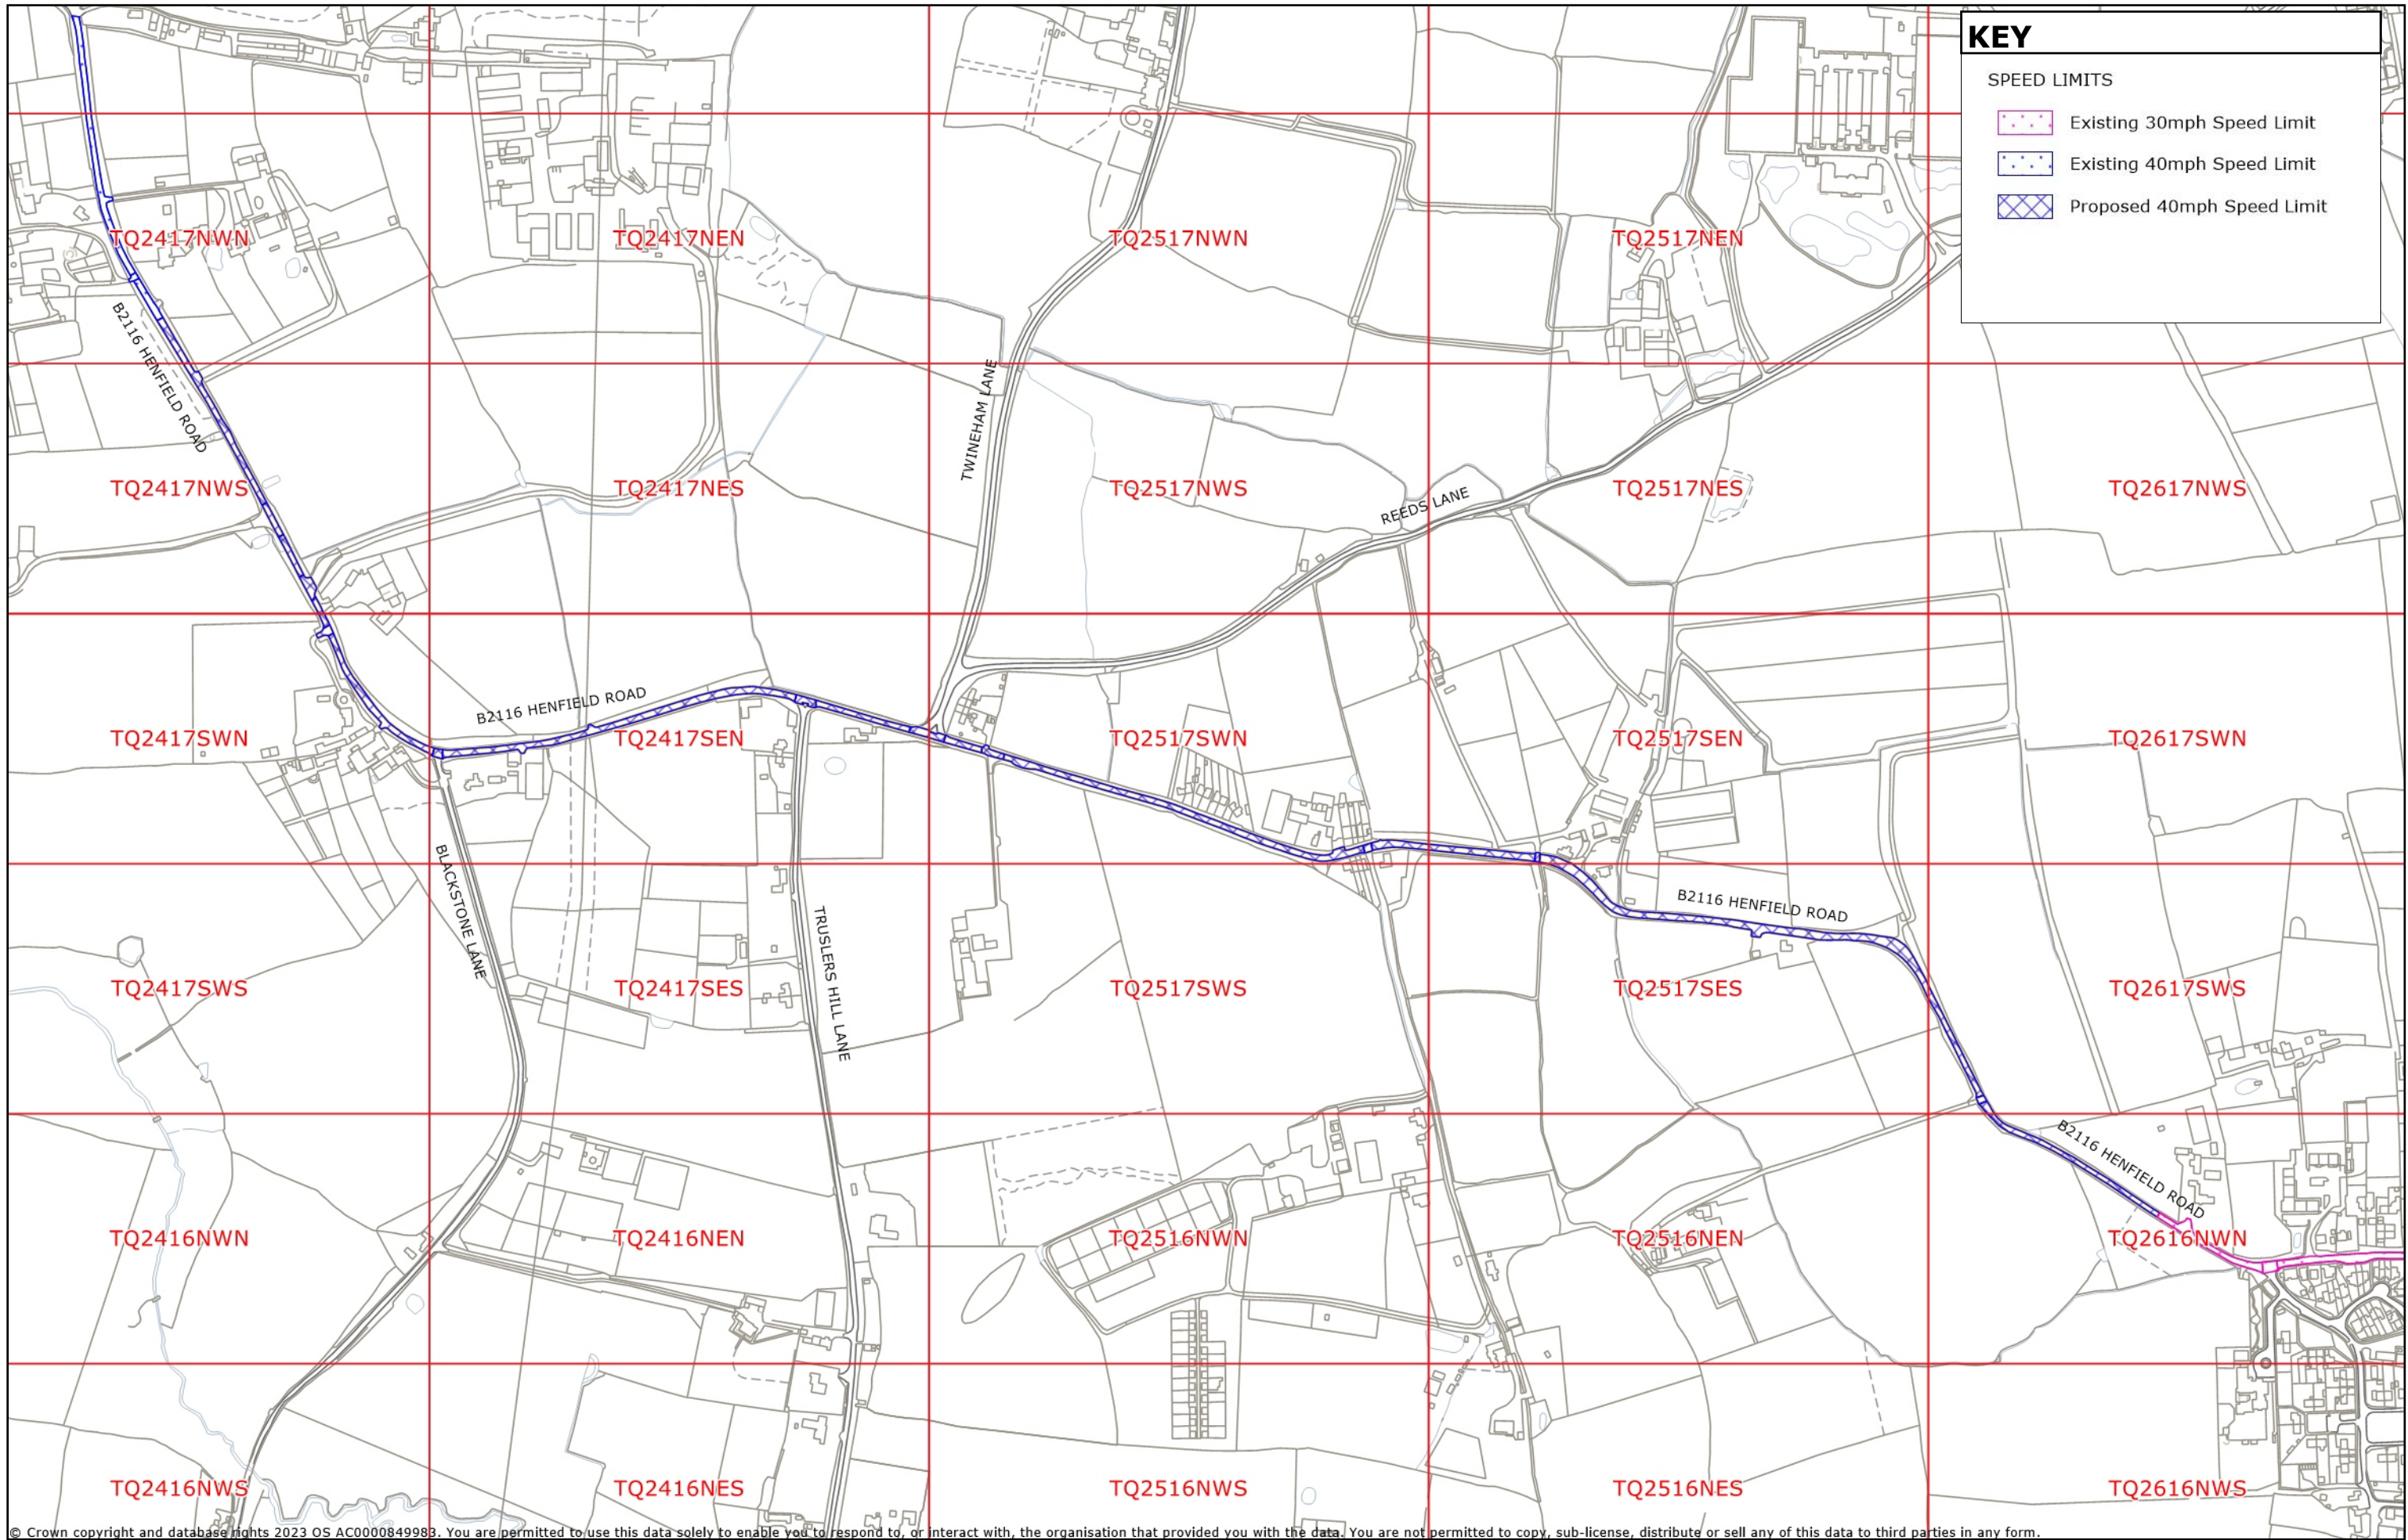 KEY
SPEED LIMITS
Existing 30mph Speed Limit
Existing 40mph Speed Limit
Proposed 40mph Speed Limit
TQ2417NWN
TQ2417NEN
TQ2517NWN
TQ2517NEN
B2116 HENFIELD ROAD
TWINEHAM LANE
REEDS LANE
TQ2417NWS
TQ2417NES
TQ2517NWS
TQ2517NES
TQ2617NWS
B2116 HENFIELD ROAD
TQ2417SWN
TQ2417SEN
TQ2517SWN
TQ2517SEN
TQ2617SWN
BLACKSTONE LANE
TRUSLERS HILL LANE
B2116 HENFIELD ROAD
TQ2417SWS
TQ2417SES
TQ2517SWS
TQ2517SES
TQ2617SWS
B2116 HENFIELD ROAD
TQ2416NWN
TQ2416NEN
TQ2516NWN
TQ2516NEN
TQ2616NWN
TQ2416NWS
TQ2416NES
TQ2516NWS
TQ2516NES
TQ2616NWS
© Crown copyright and database rights 2023 OS AC0000849983. You are permitted to use this data solely to enable you to respond to, or interact with, the organisation that provided you with the data. You are not permitted to copy, sub-license, distribute or sell any of this data to third parties in any form.